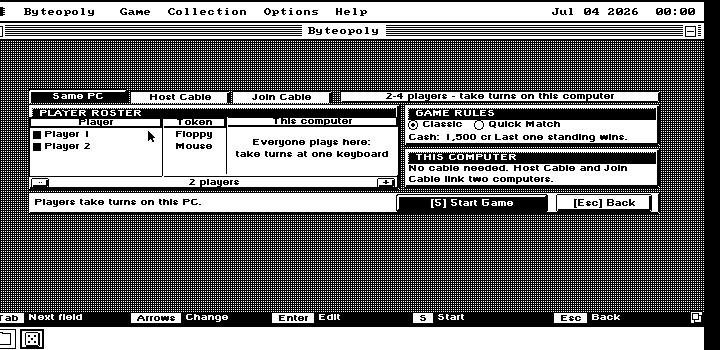 Byteopoly Game Collection Options Help Jul 04 2026 00:00
Byteopoly
Same PC Host Cable Join Cable 2-4 players - take turns on this computer
PLAYER ROSTER
Player Token This computer
Player 1 Floppy
Player 2 Mouse
Everyone plays here:
take turns at one keyboard
- 2 players +
GAME RULES
Classic Quick Match
Cash: 1,500 cr Last one standing wins.
THIS COMPUTER
No cable needed. Host Cable and Join
Cable link two computers.
Players take turns on this PC.
[S] Start Game [Esc] Back
Tab Next field Arrows Change Enter Edit S Start Esc Back